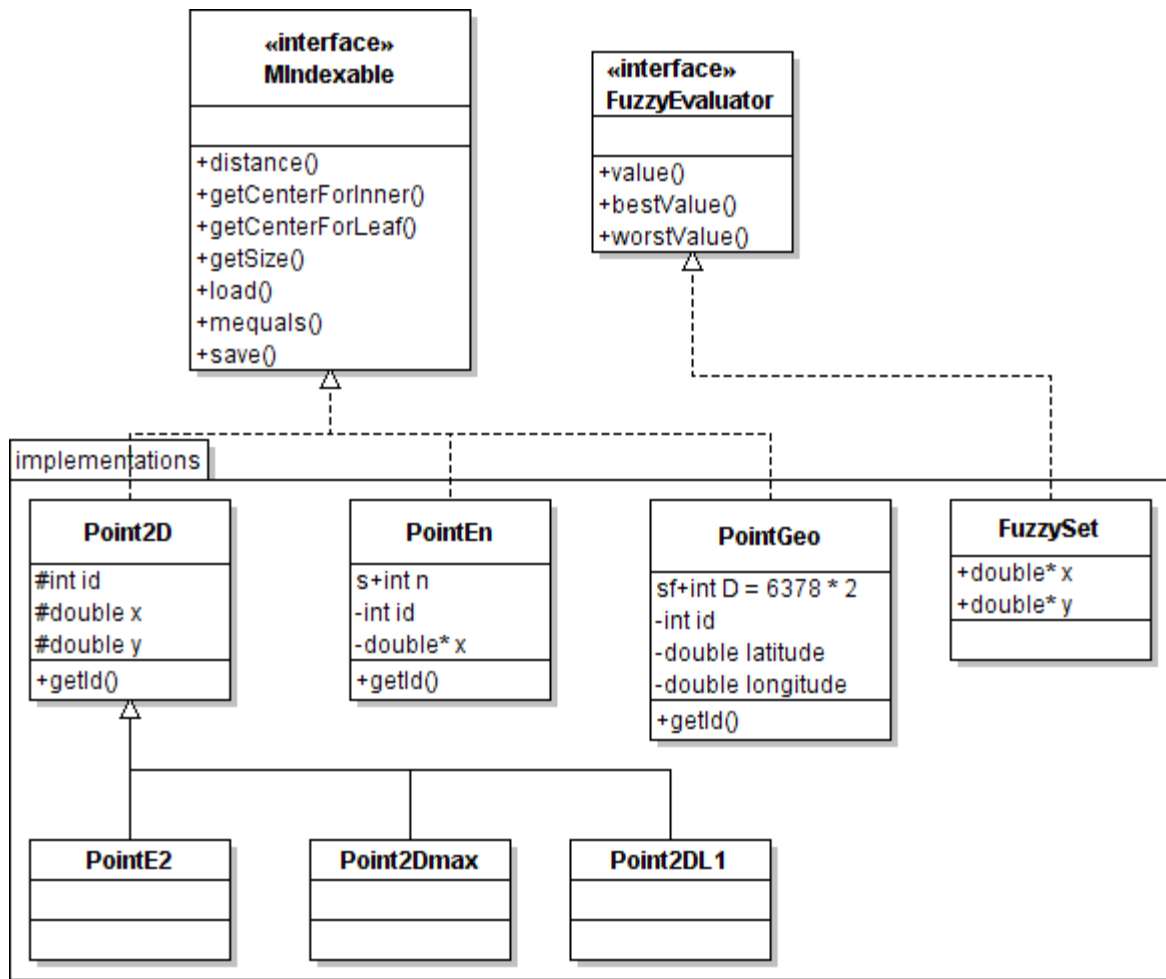 «interface»
MIndexable
+distance()
+getCenterForInner()
+getCenterForLeaf()
+getSize()
+load()
+mequals()
+save()
«interface»
FuzzyEvaluator
+value()
+bestValue()
+worstValue()
implementations
Point2D
#int id
#double x
#double y
+getId()
PointEn
s+int n
-int id
-double* x
+getId()
PointGeo
sf+int D = 6378 * 2
-int id
-double latitude
-double longitude
+getId()
FuzzySet
+double* x
+double* y
PointE2
Point2Dmax
Point2DL1